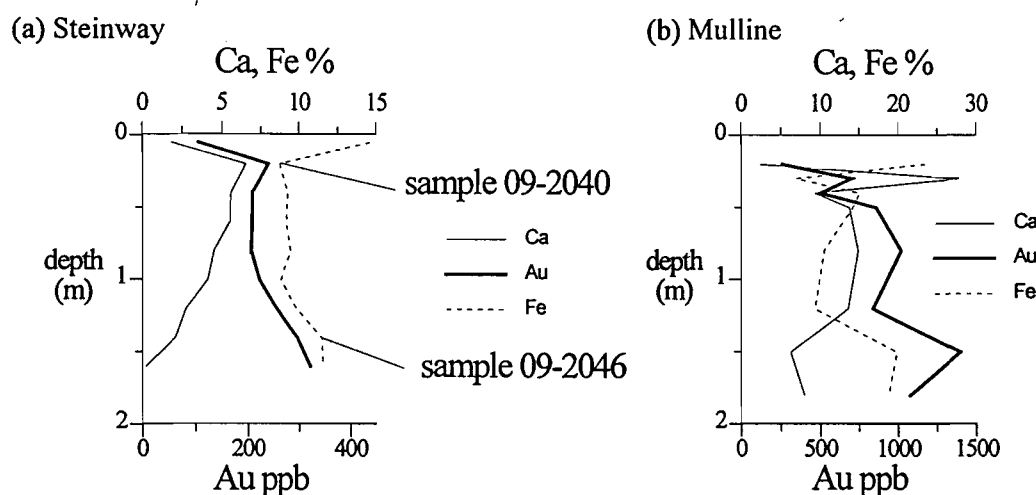 (a) Steinway
Ca, Fe %
0 5 10 15
0
1
2
depth
(m)
sample 09-2040
Ca
Au
Fe
sample 09-2046
0 200 400
Au ppb
(b) Mulline
Ca, Fe %
0 10 20 30
0
1
2
depth
(m)
Ca
Au
Fe
0 500 1000 1500
Au ppb